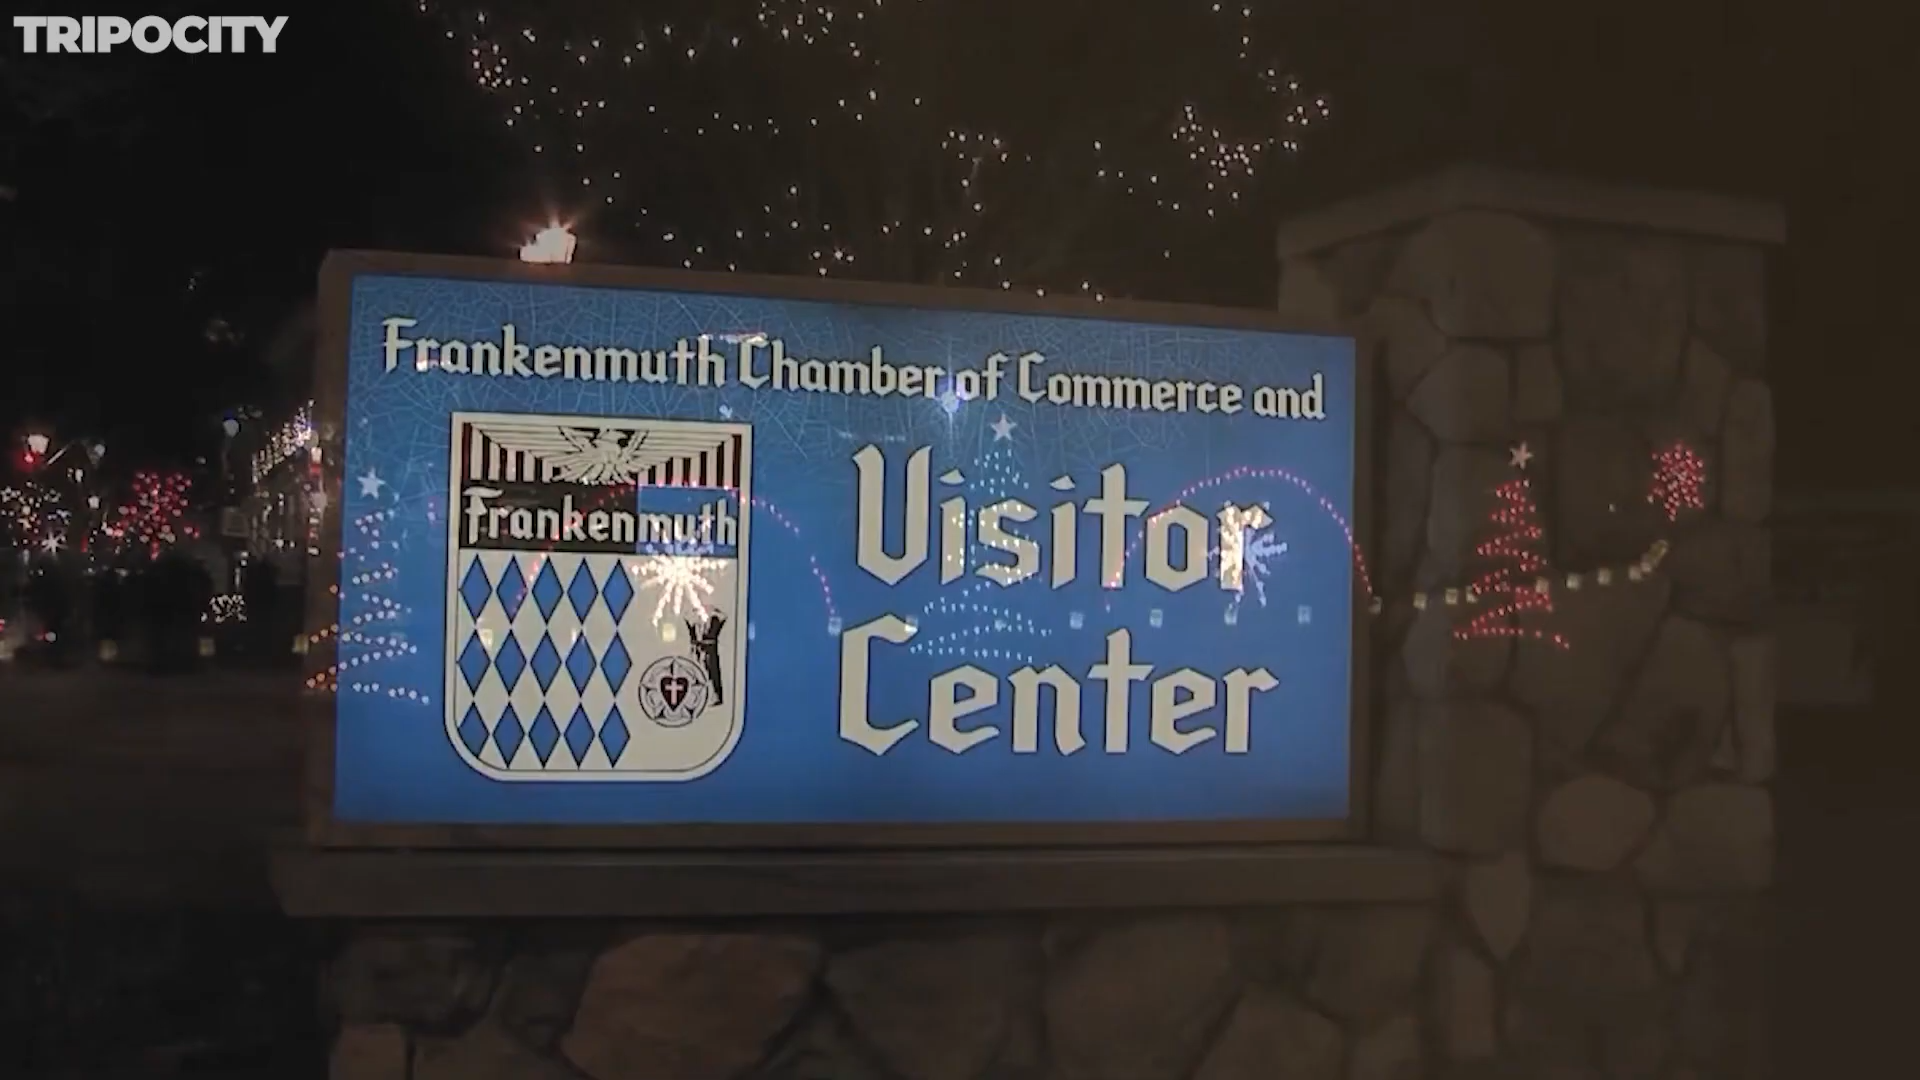 TRIPOCITY
Frankenmuth Chamber of Commerce and
Frankenmuth
Visitor
Center